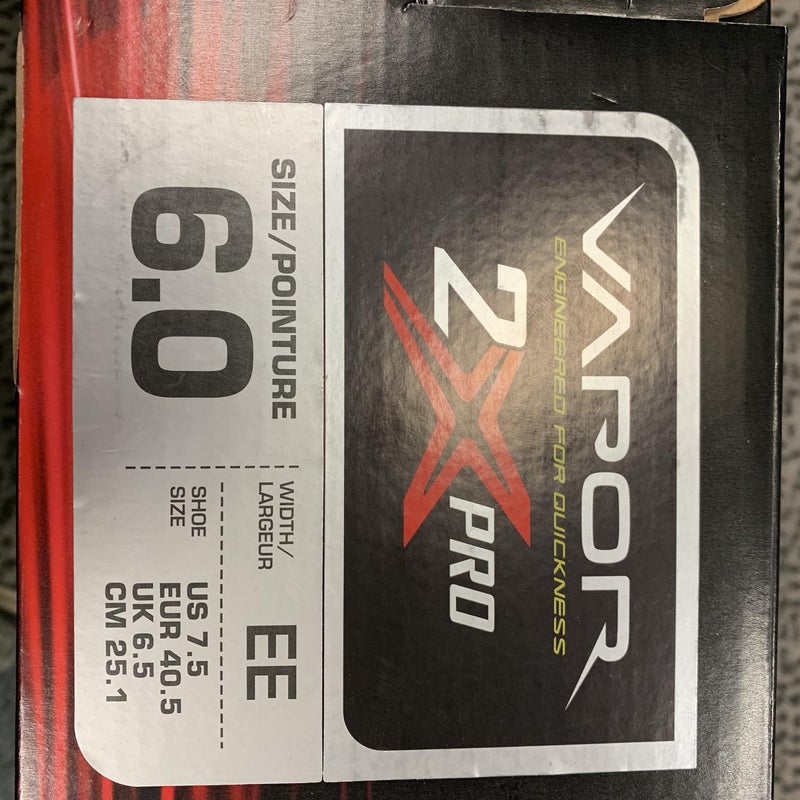 VAPOR
ENGINEERED FOR QUICKNESS
2X PRO
SIZE/POINTURE
6.0
WIDTH/
LARGEUR
EE
SHOE
SIZE
US 7.5
EUR 40.5
UK 6.5
CM 25.1